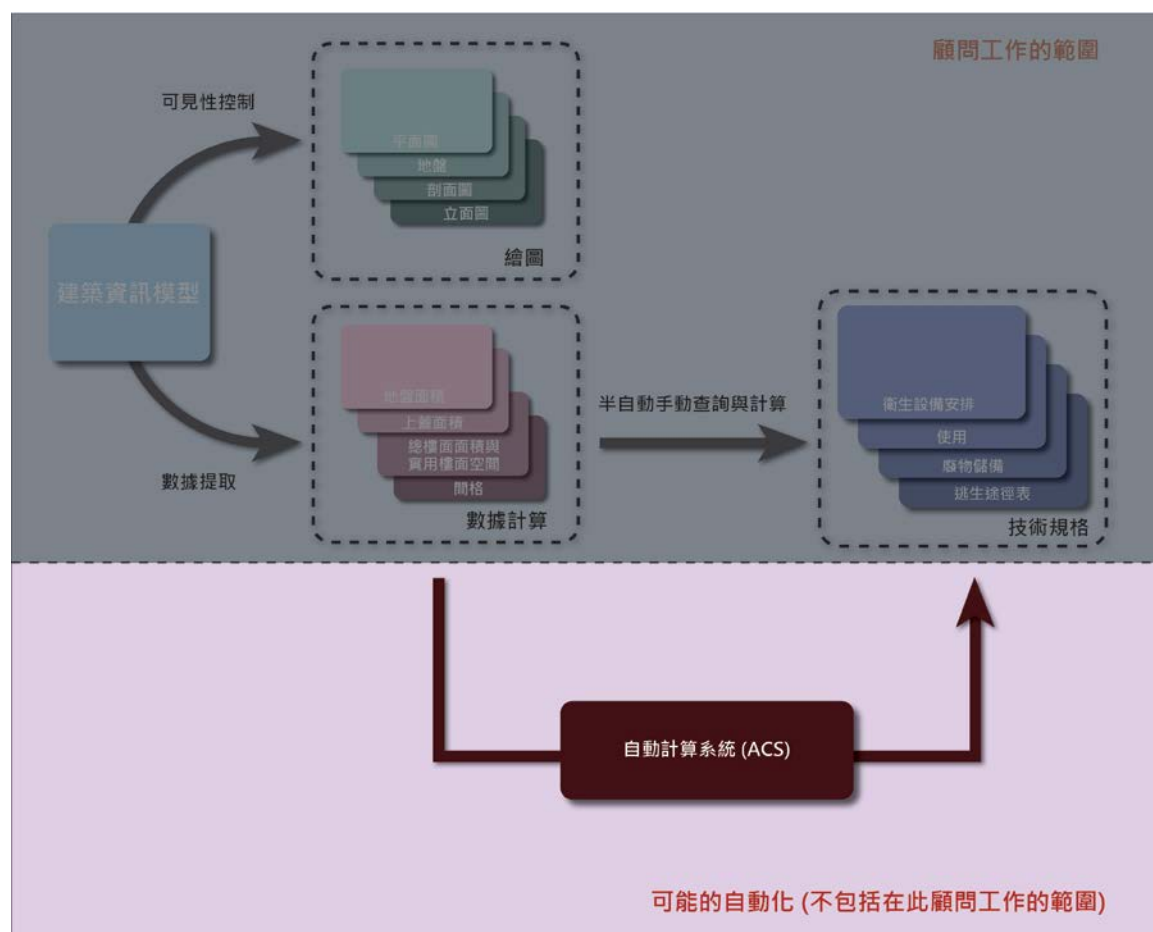 顧問工作的範圍
可見性控制
平面圖
地盤
剖面圖
立面圖
繪圖
建築資訊模型
地盤面積
上蓋面積
總樓面面積與
實用樓面空間
間格
數據計算
數據提取
半自動手動查詢與計算
衛生設備安排
使用
廢物儲備
逃生途徑表
技術規格
自動計算系統 (ACS)
可能的自動化 (不包括在此顧問工作的範圍)